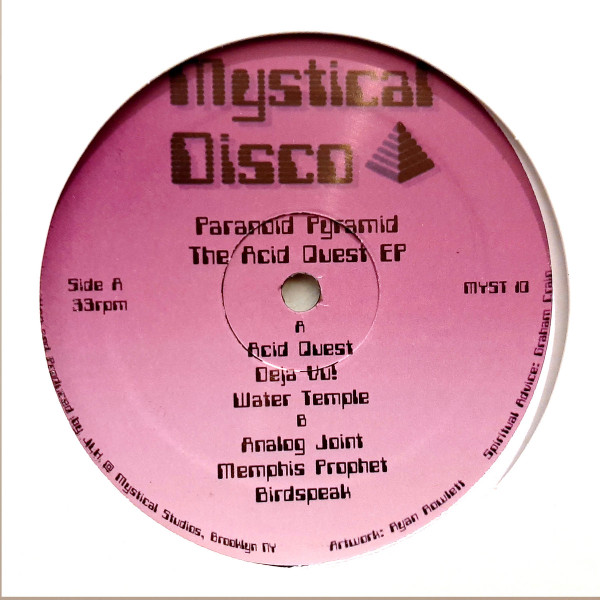 Mystical
Disco
Paranoid Pyramid
The Acid Quest EP
Side A
33rpm
MYST 10
A
Acid Quest
Deja Vu!
Water Temple
B
Analog Joint
Memphis Prophet
Birdspeak
Produced by @ Mystical Studios, Brooklyn NY
Artwork: Ryan Rowlett
Spiritual Advice: Graham Crain